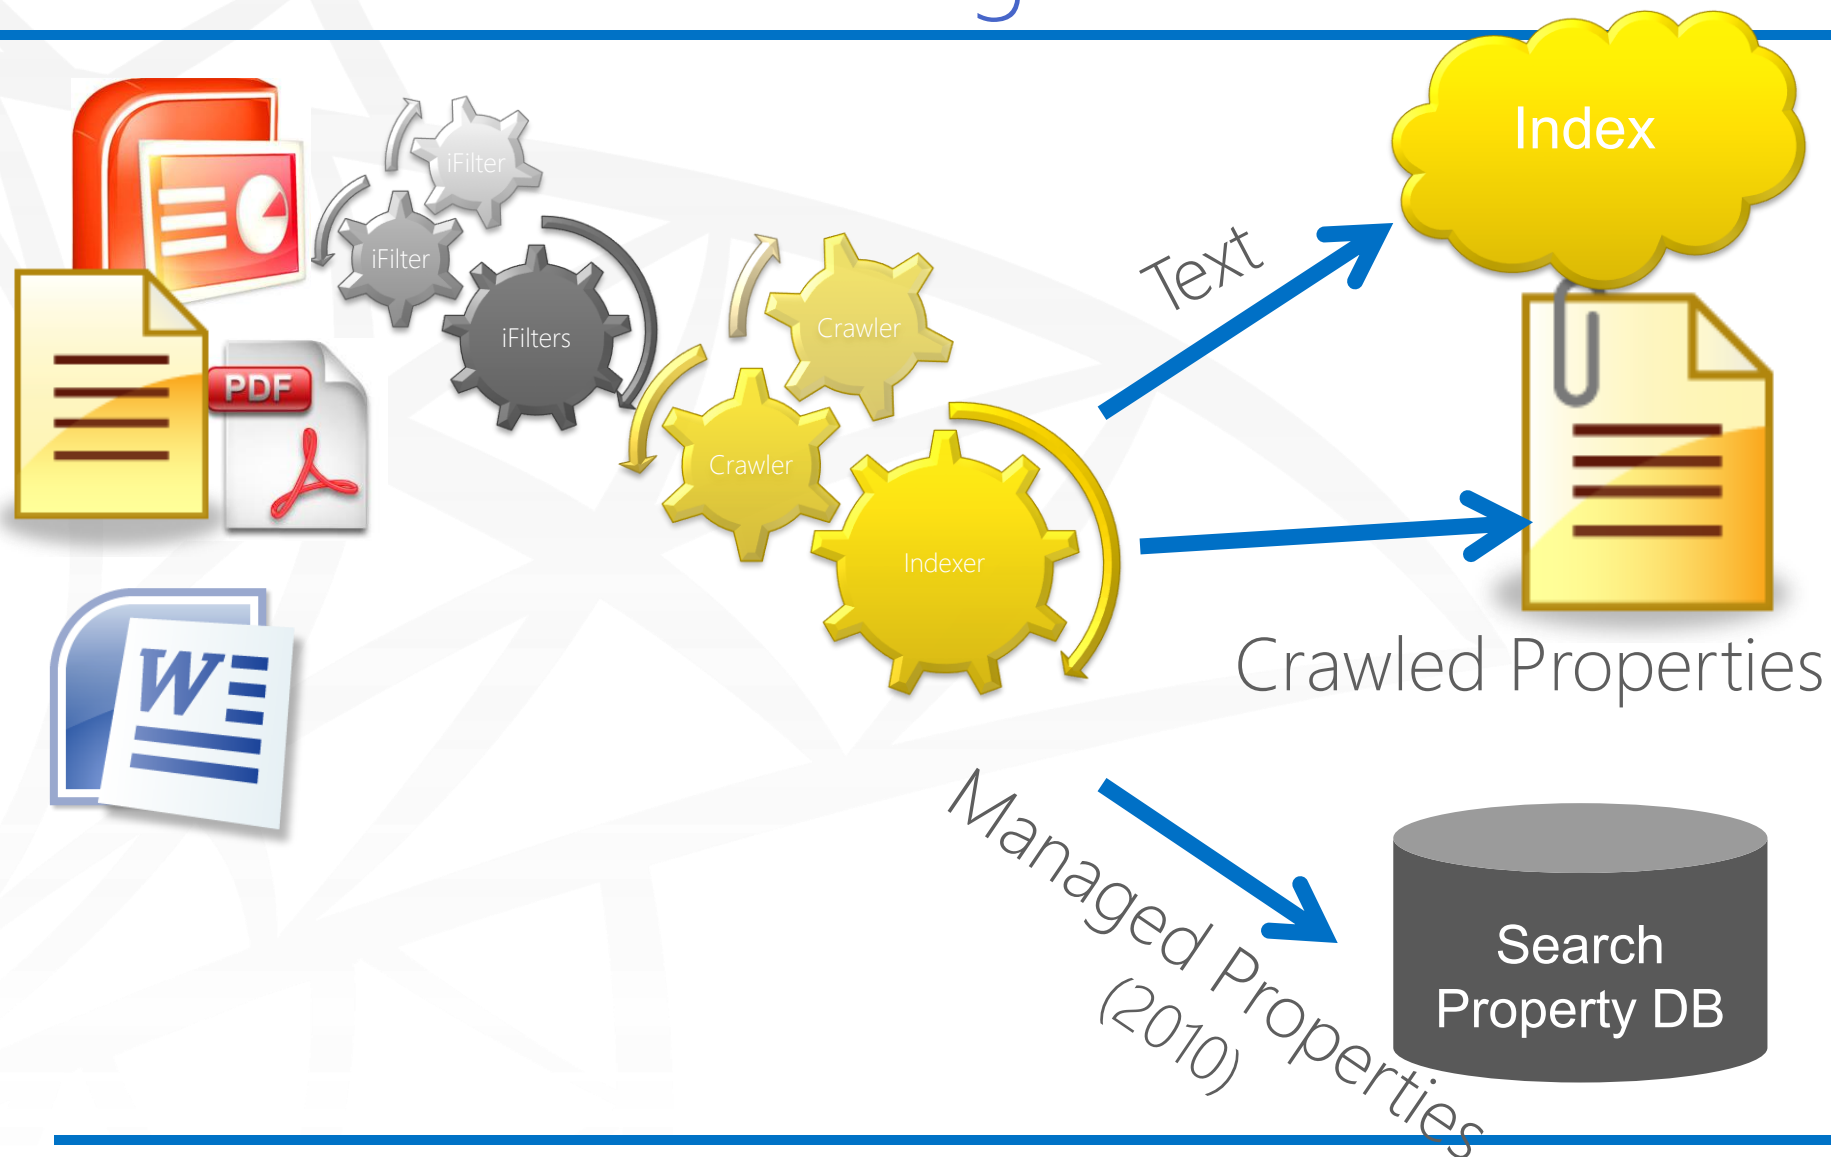 Index
iFilter
iFilter
iFilters
PDF
Crawler
Crawler
Indexer
Text
Crawled Properties
W
Managed Properties
(2010)
Search
Property DB